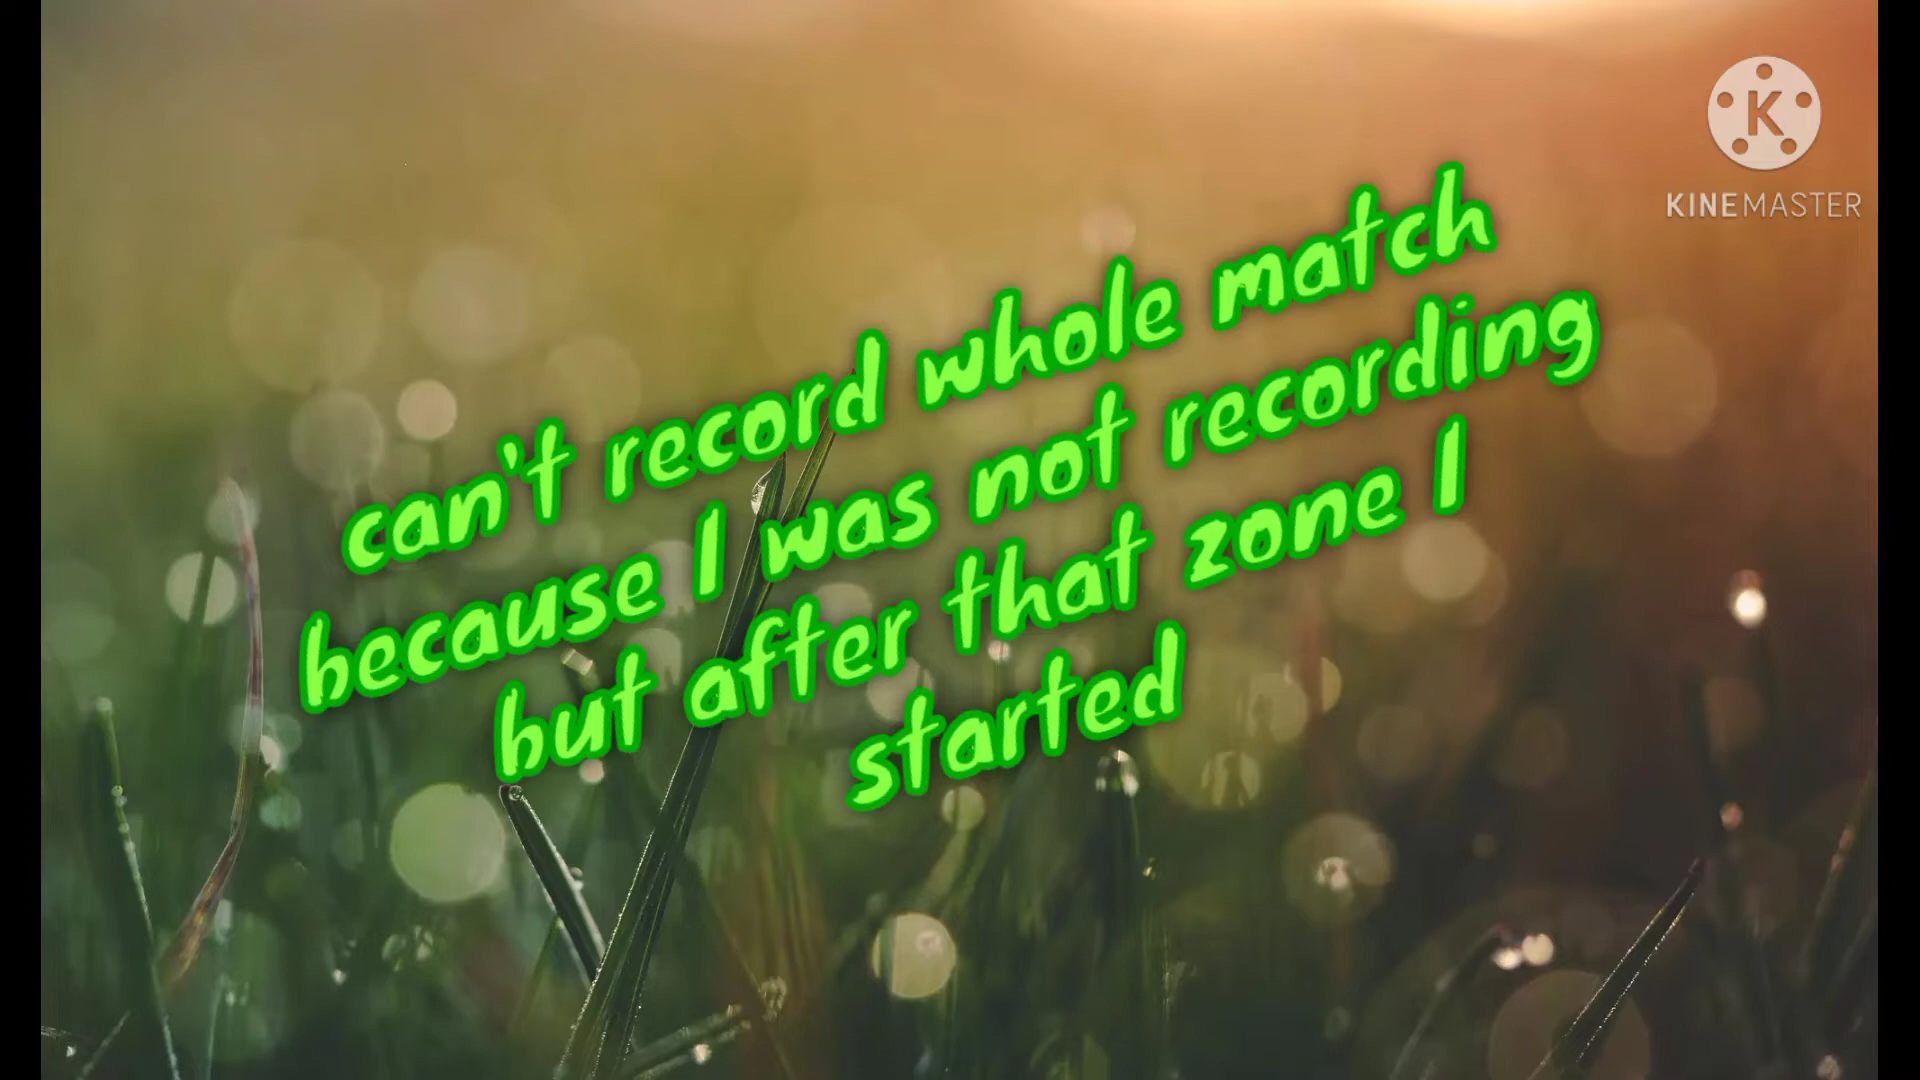 K
KINEMASTER
can't record whole match
because I was not recording
but after that zone I
started